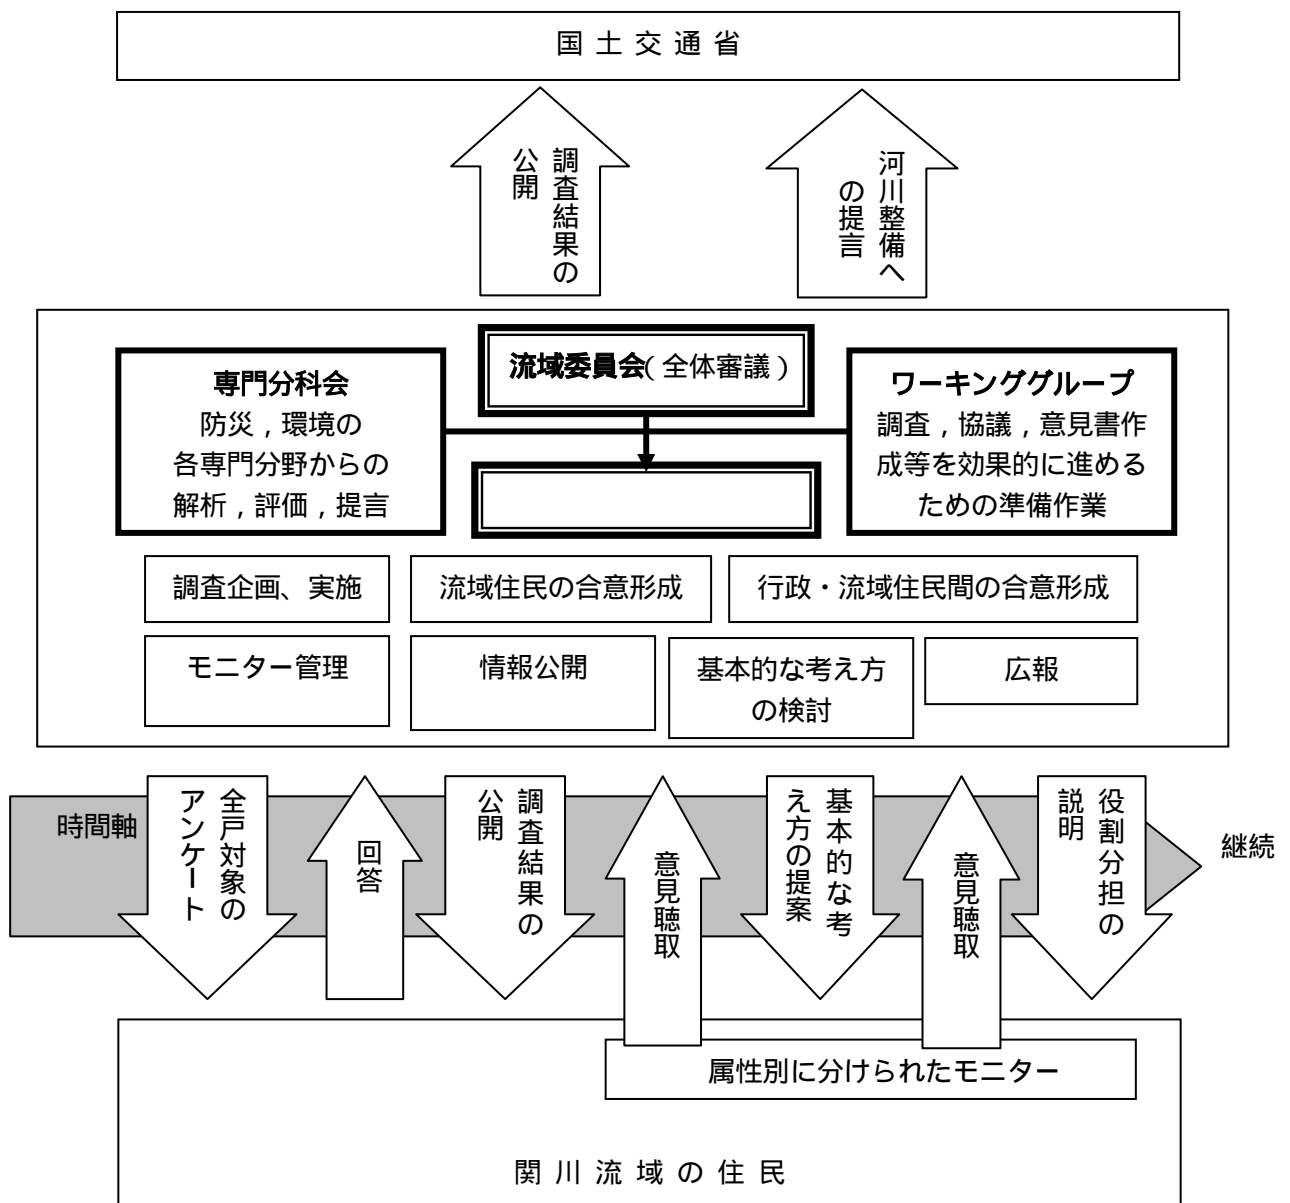 国土交通省
調査結果の
公開
河川整備へ
の提言
流域委員会(全体審議)
専門分科会
防災,環境の
各専門分野からの
解析,評価,提言
ワーキンググループ
調査,協議,意見書作
成等を効果的に進める
ための準備作業
調査企画、実施
流域住民の合意形成
行政・流域住民間の合意形成
モニター管理
情報公開
基本的な考え方
の検討
広報
時間軸
全戸対象の
アンケート
回答
調査結果の
公開
意見聴取
基本的な考
え方の提案
意見聴取
役割分担の
説明
継続
属性別に分けられたモニター
関川流域の住民